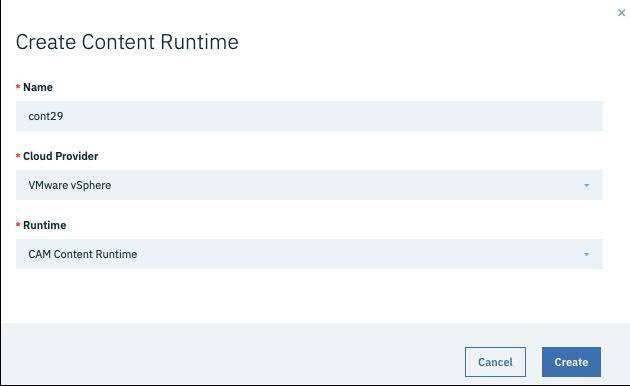 ×
Create Content Runtime
* Name
cont29
* Cloud Provider
VMware vSphere
* Runtime
CAM Content Runtime
Cancel Create